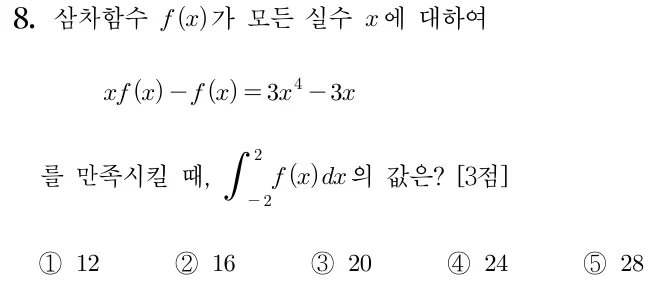 8. 삼차함수 f(x)가 모든 실수 x에 대하여
xf(x)-f(x)=3x⁴-3x
를 만족시킬 때, ∫₋₂² f(x)dx의 값은? [3점]
① 12 ② 16 ③ 20 ④ 24 ⑤ 28